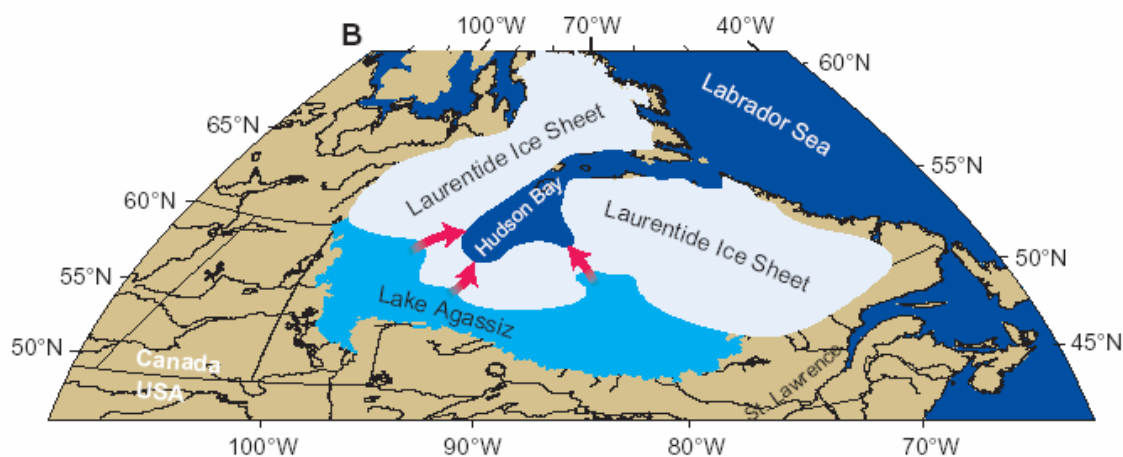 B
100°W 70°W 40°W
60°N
65°N
Labrador Sea
Laurentide Ice Sheet
55°N
60°N
Hudson Bay
Laurentide Ice Sheet
55°N
50°N
Lake Agassiz
50°N
45°N
Canada
USA
St. Lawrence
100°W 90°W 80°W 70°W